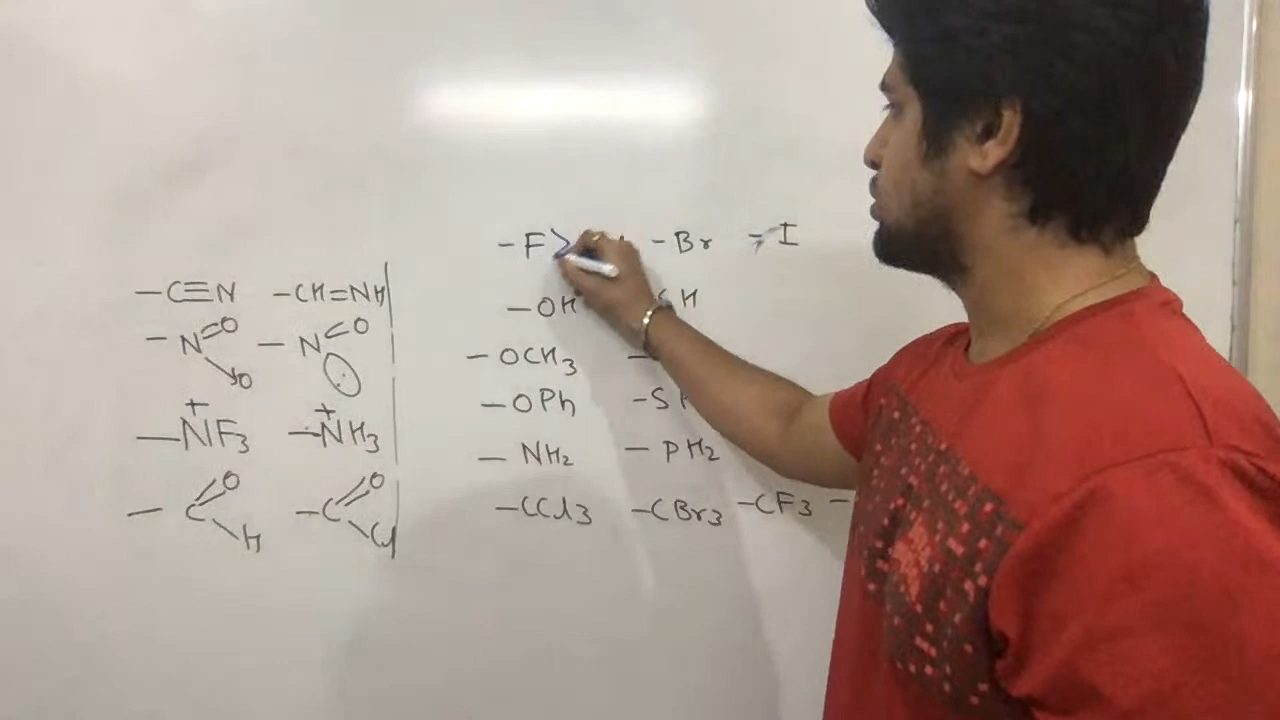 -C≡N -CH=NH
-N=O→O -N=O
-N⁺F3 -N⁺H3
-C=O-H -C=O-Cl
-F> -Br -I
-OH
-OCH3 -
-OPh -S
-NH2 -PH2
-CCl3 -CBr3 -CF3 -